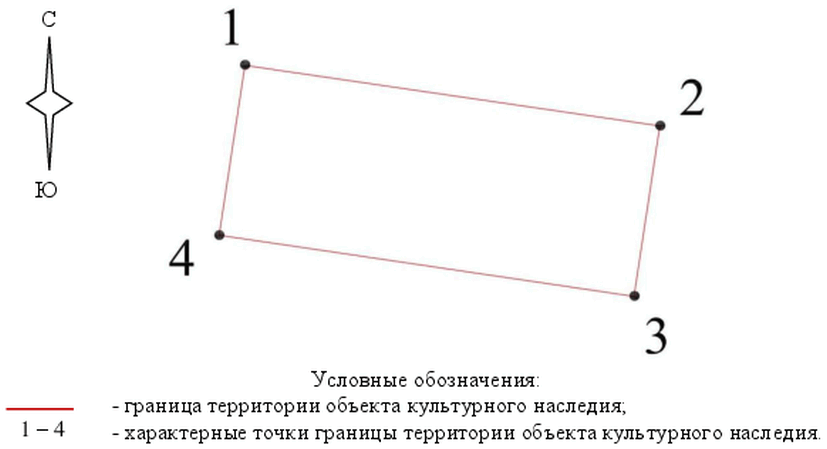 С
1
2
Ю
4
3
Условные обозначения:
- граница территории объекта культурного наследия;
1 – 4 - характерные точки границы территории объекта культурного наследия.